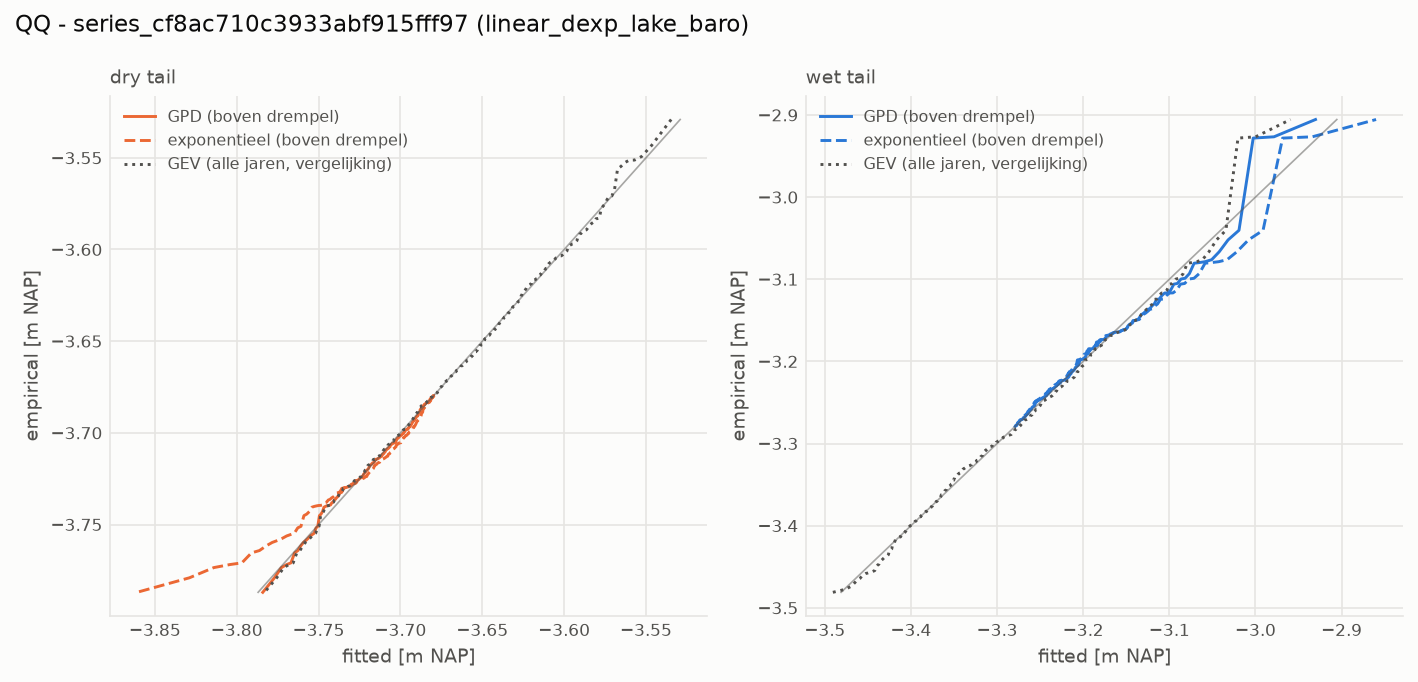 QQ - series_cf8ac710c3933abf915fff97 (linear_dexp_lake_baro)
dry tail
GPD (boven drempel)
exponentieel (boven drempel)
GEV (alle jaren, vergelijking)
−3.55
−3.60
−3.65
−3.70
−3.75
empirical [m NAP]
−3.85 −3.80 −3.75 −3.70 −3.65 −3.60 −3.55
fitted [m NAP]
wet tail
GPD (boven drempel)
exponentieel (boven drempel)
GEV (alle jaren, vergelijking)
−2.9
−3.0
−3.1
−3.2
−3.3
−3.4
−3.5
empirical [m NAP]
−3.5 −3.4 −3.3 −3.2 −3.1 −3.0 −2.9
fitted [m NAP]